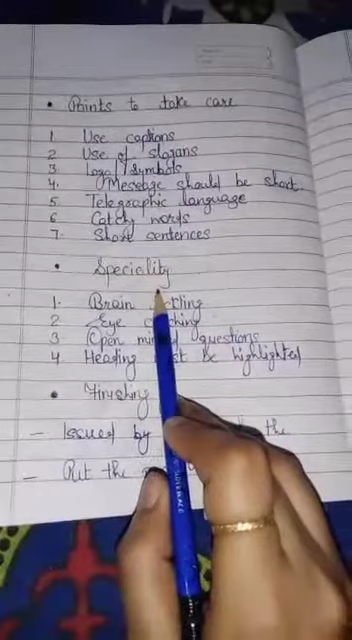 • Points to take care
1. Use captions
2 Use of slogans
3. Logo / Symbols
4. Message should be short
5 Telegraphic language
6 Catchy words
7. Short sentences
• Speciality
1. Brain
2 Eye
3 Open minded questions
4 Heading must be highlighted
• Finishing
– Issued by the
– Put the